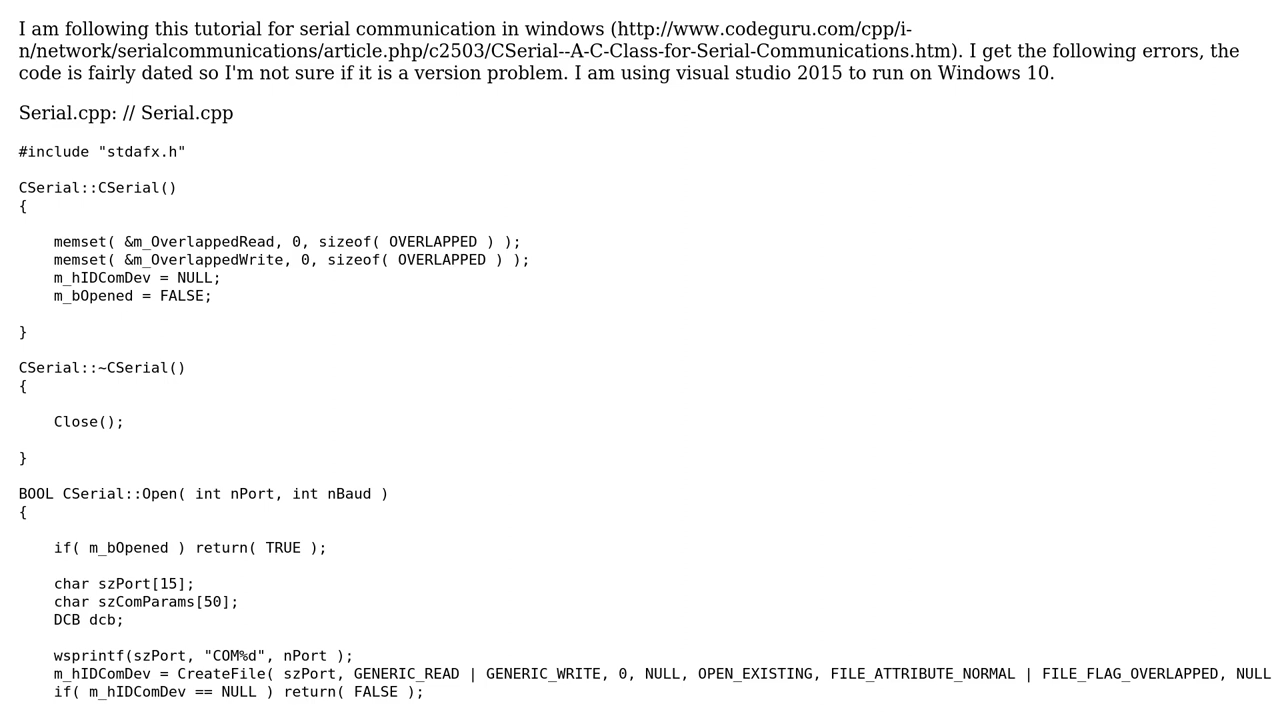 I am following this tutorial for serial communication in windows (http://www.codeguru.com/cpp/i-
n/network/serialcommunications/article.php/c2503/CSerial--A-C-Class-for-Serial-Communications.htm). I get the following errors, the
code is fairly dated so I'm not sure if it is a version problem. I am using visual studio 2015 to run on Windows 10.
Serial.cpp: // Serial.cpp
#include "stdafx.h"
CSerial::CSerial()
{
memset( &m_OverlappedRead, 0, sizeof( OVERLAPPED ) );
memset( &m_OverlappedWrite, 0, sizeof( OVERLAPPED ) );
m_hIDComDev = NULL;
m_bOpened = FALSE;
}
CSerial::~CSerial()
{
Close();
}
BOOL CSerial::Open( int nPort, int nBaud )
{
if( m_bOpened ) return( TRUE );
char szPort[15];
char szComParams[50];
DCB dcb;
wsprintf(szPort, "COM%d", nPort );
m_hIDComDev = CreateFile( szPort, GENERIC_READ | GENERIC_WRITE, 0, NULL, OPEN_EXISTING, FILE_ATTRIBUTE_NORMAL | FILE_FLAG_OVERLAPPED, NULL
if( m_hIDComDev == NULL ) return( FALSE );